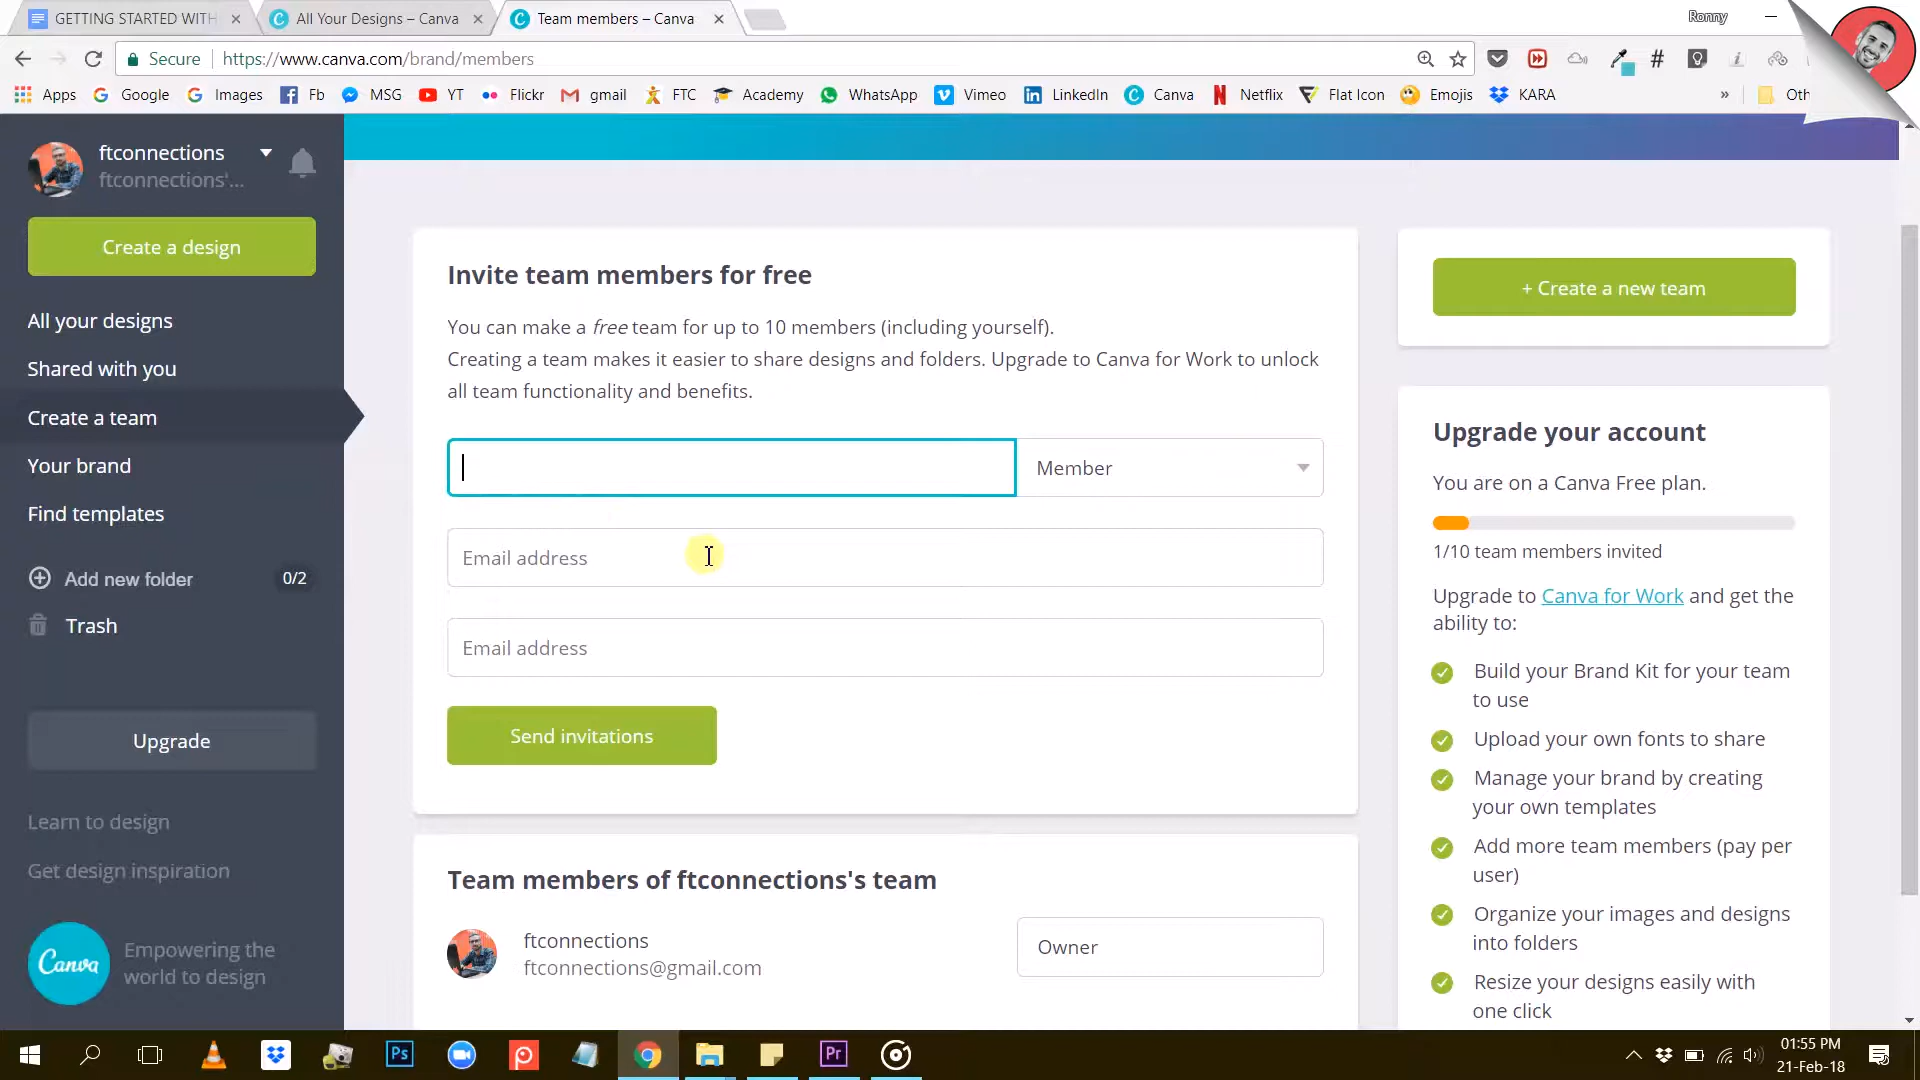 GETTING STARTED WITH
All Your Designs – Canva
Team members – Canva
Ronny
Secure
https://www.canva.com/brand/members
Apps
Google
Images
Fb
MSG
YT
Flickr
gmail
FTC
Academy
WhatsApp
Vimeo
LinkedIn
Canva
Netflix
Flat Icon
Emojis
KARA
»
Oth
ftconnections
ftconnections'...
Create a design
All your designs
Shared with you
Create a team
Your brand
Find templates
Add new folder
0/2
Trash
Upgrade
Learn to design
Get design inspiration
Canva
Empowering the
world to design
Invite team members for free
You can make a free team for up to 10 members (including yourself).
Creating a team makes it easier to share designs and folders. Upgrade to Canva for Work to unlock
all team functionality and benefits.
Member
Email address
Email address
Send invitations
Team members of ftconnections's team
ftconnections
ftconnections@gmail.com
Owner
+ Create a new team
Upgrade your account
You are on a Canva Free plan.
1/10 team members invited
Upgrade to Canva for Work and get the
ability to:
Build your Brand Kit for your team
to use
Upload your own fonts to share
Manage your brand by creating
your own templates
Add more team members (pay per
user)
Organize your images and designs
into folders
Resize your designs easily with
one click
Ps
Pr
01:55 PM
21-Feb-18